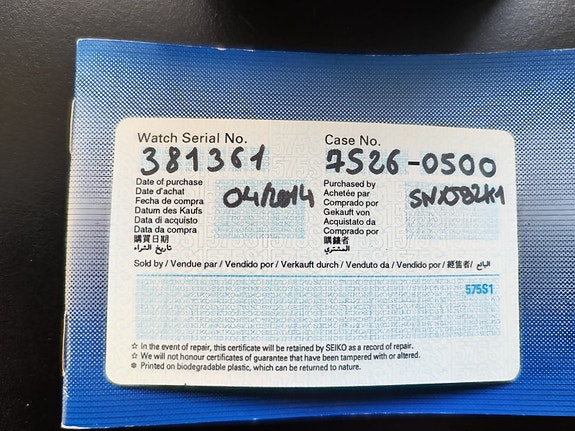 Watch Serial No. Case No.
381361 7S26-0500
Date of purchase Purchased by
Date d'achat Achetée par
Fecha de compra Comprado por
Datum des Kaufs Gekauft von
Data di acquisto Acquistato da
Data da compra Comprado por
購買日期 購錶者
تاريخ الشراء المشتري
04/2014 SNX
Sold by / Vendue par / Vendido por / Verkauft durch / Venduto da / Vendido por / 經售者/ البائع
575S1
☆ In the event of repair, this certificate will be retained by SEIKO as a record of repair.
☆ We will not honour certificates of guarantee that have been tampered with or altered.
❄ Printed on biodegradable plastic, which can be returned to nature.